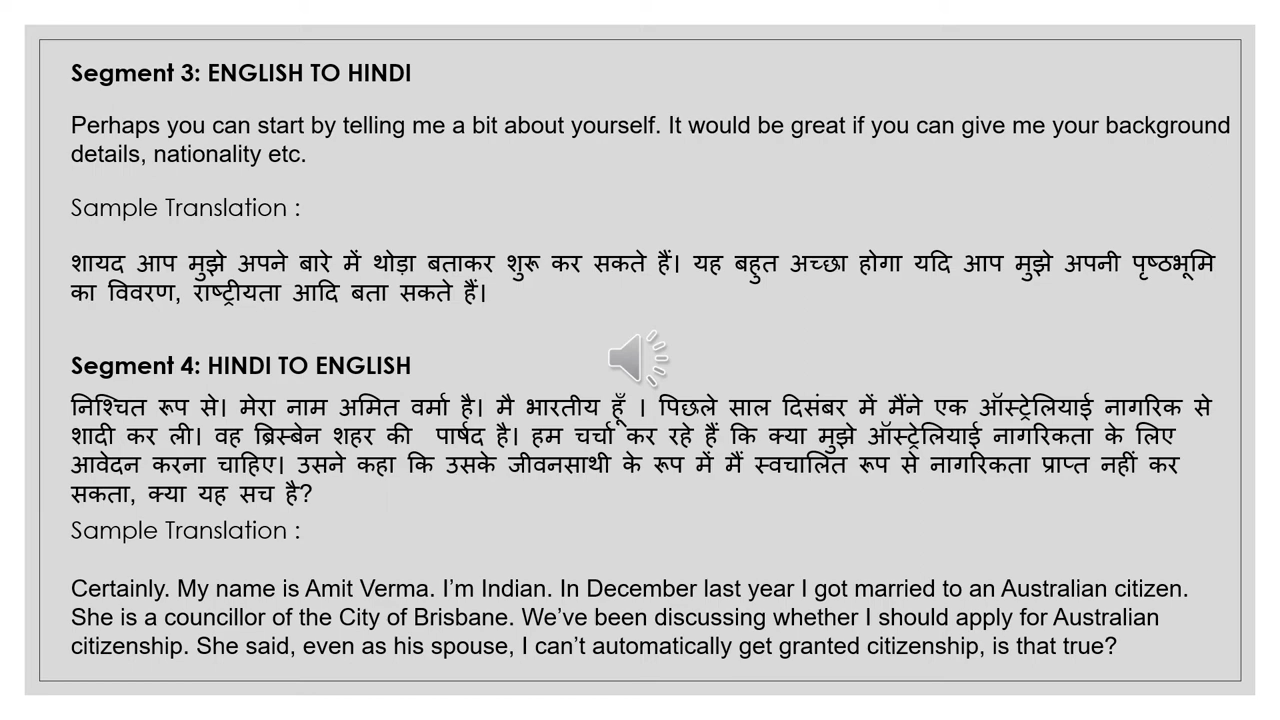 Segment 3: ENGLISH TO HINDI
Perhaps you can start by telling me a bit about yourself. It would be great if you can give me your background
details, nationality etc.
Sample Translation :
शायद आप मुझे अपने बारे में थोड़ा बताकर शुरू कर सकते हैं। यह बहुत अच्छा होगा यदि आप मुझे अपनी पृष्ठभूमि
का विवरण, राष्ट्रीयता आदि बता सकते हैं।
Segment 4: HINDI TO ENGLISH
निश्चित रूप से। मेरा नाम अमित वर्मा है। मै भारतीय हूँ । पिछले साल दिसंबर में मैंने एक ऑस्ट्रेलियाई नागरिक से
शादी कर ली। वह ब्रिस्बेन शहर की पार्षद है। हम चर्चा कर रहे हैं कि क्या मुझे ऑस्ट्रेलियाई नागरिकता के लिए
आवेदन करना चाहिए। उसने कहा कि उसके जीवनसाथी के रूप में मैं स्वचालित रूप से नागरिकता प्राप्त नहीं कर
सकता, क्या यह सच है?
Sample Translation :
Certainly. My name is Amit Verma. I’m Indian. In December last year I got married to an Australian citizen.
She is a councillor of the City of Brisbane. We’ve been discussing whether I should apply for Australian
citizenship. She said, even as his spouse, I can’t automatically get granted citizenship, is that true?